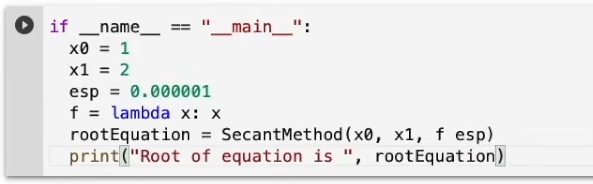 if __name__ == "__main__":
  x0 = 1
  x1 = 2
  esp = 0.000001
  f = lambda x: x
  rootEquation = SecantMethod(x0, x1, f esp)
  print("Root of equation is ", rootEquation)